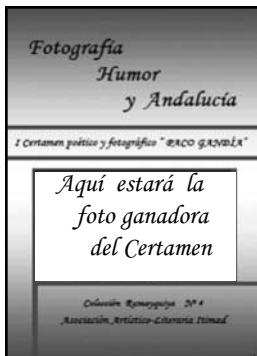 Fotografía
Humor
y Andalucía
I Certamen poético y fotográfico "PACO GANDÍA"
Aquí estará la
foto ganadora
del Certamen
Colección Ramayquiya Nº 4
Asociación Artístico-Literaria Itimad